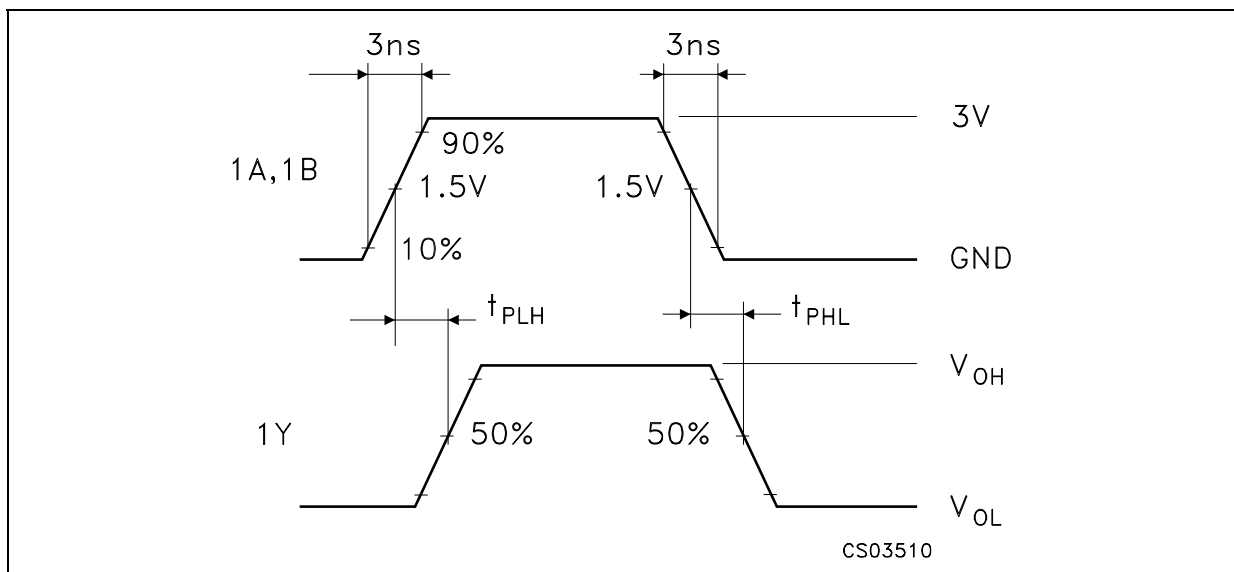 3ns 3ns
3V
90%
1A,1B 1.5V 1.5V
10% GND
tPLH tPHL
VOH
1Y 50% 50%
VOL
CS03510